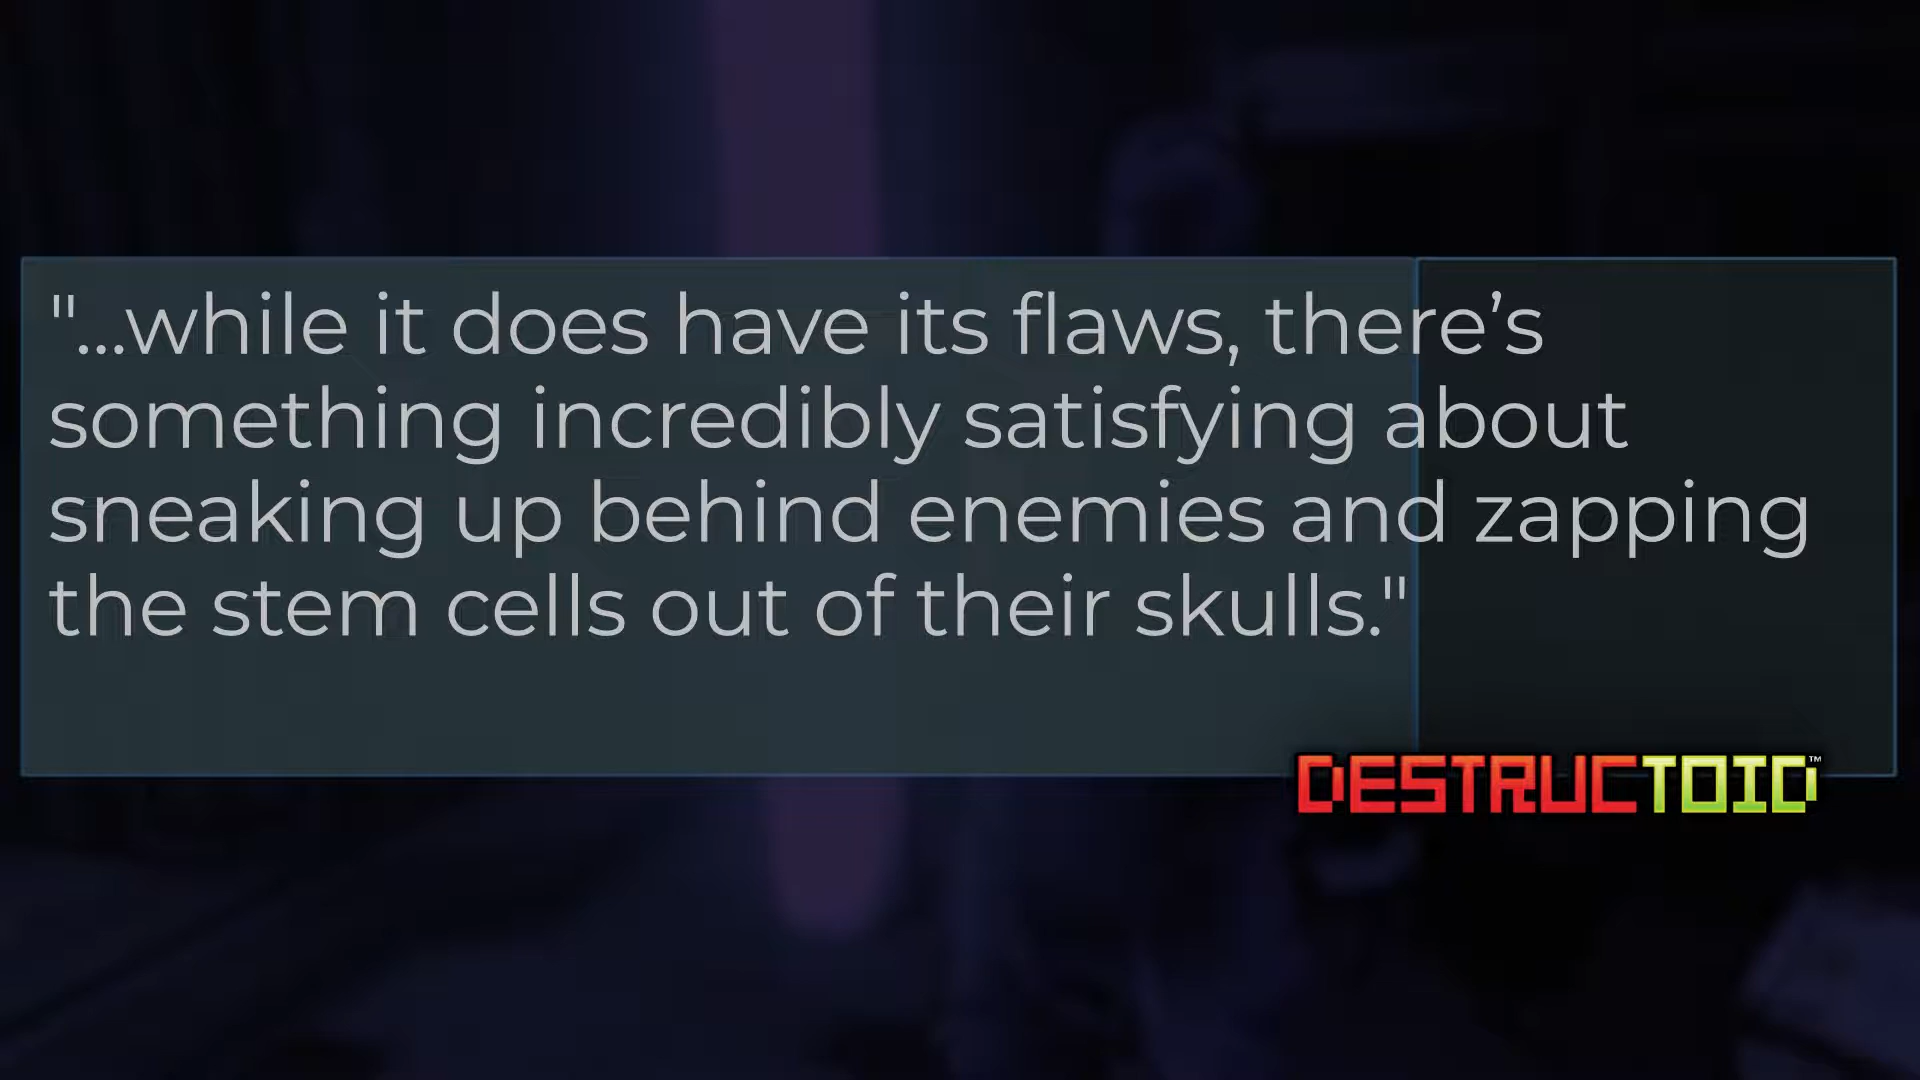 "...while it does have its flaws, there’s
something incredibly satisfying about
sneaking up behind enemies and zapping
the stem cells out of their skulls."
DESTRUCTOID™